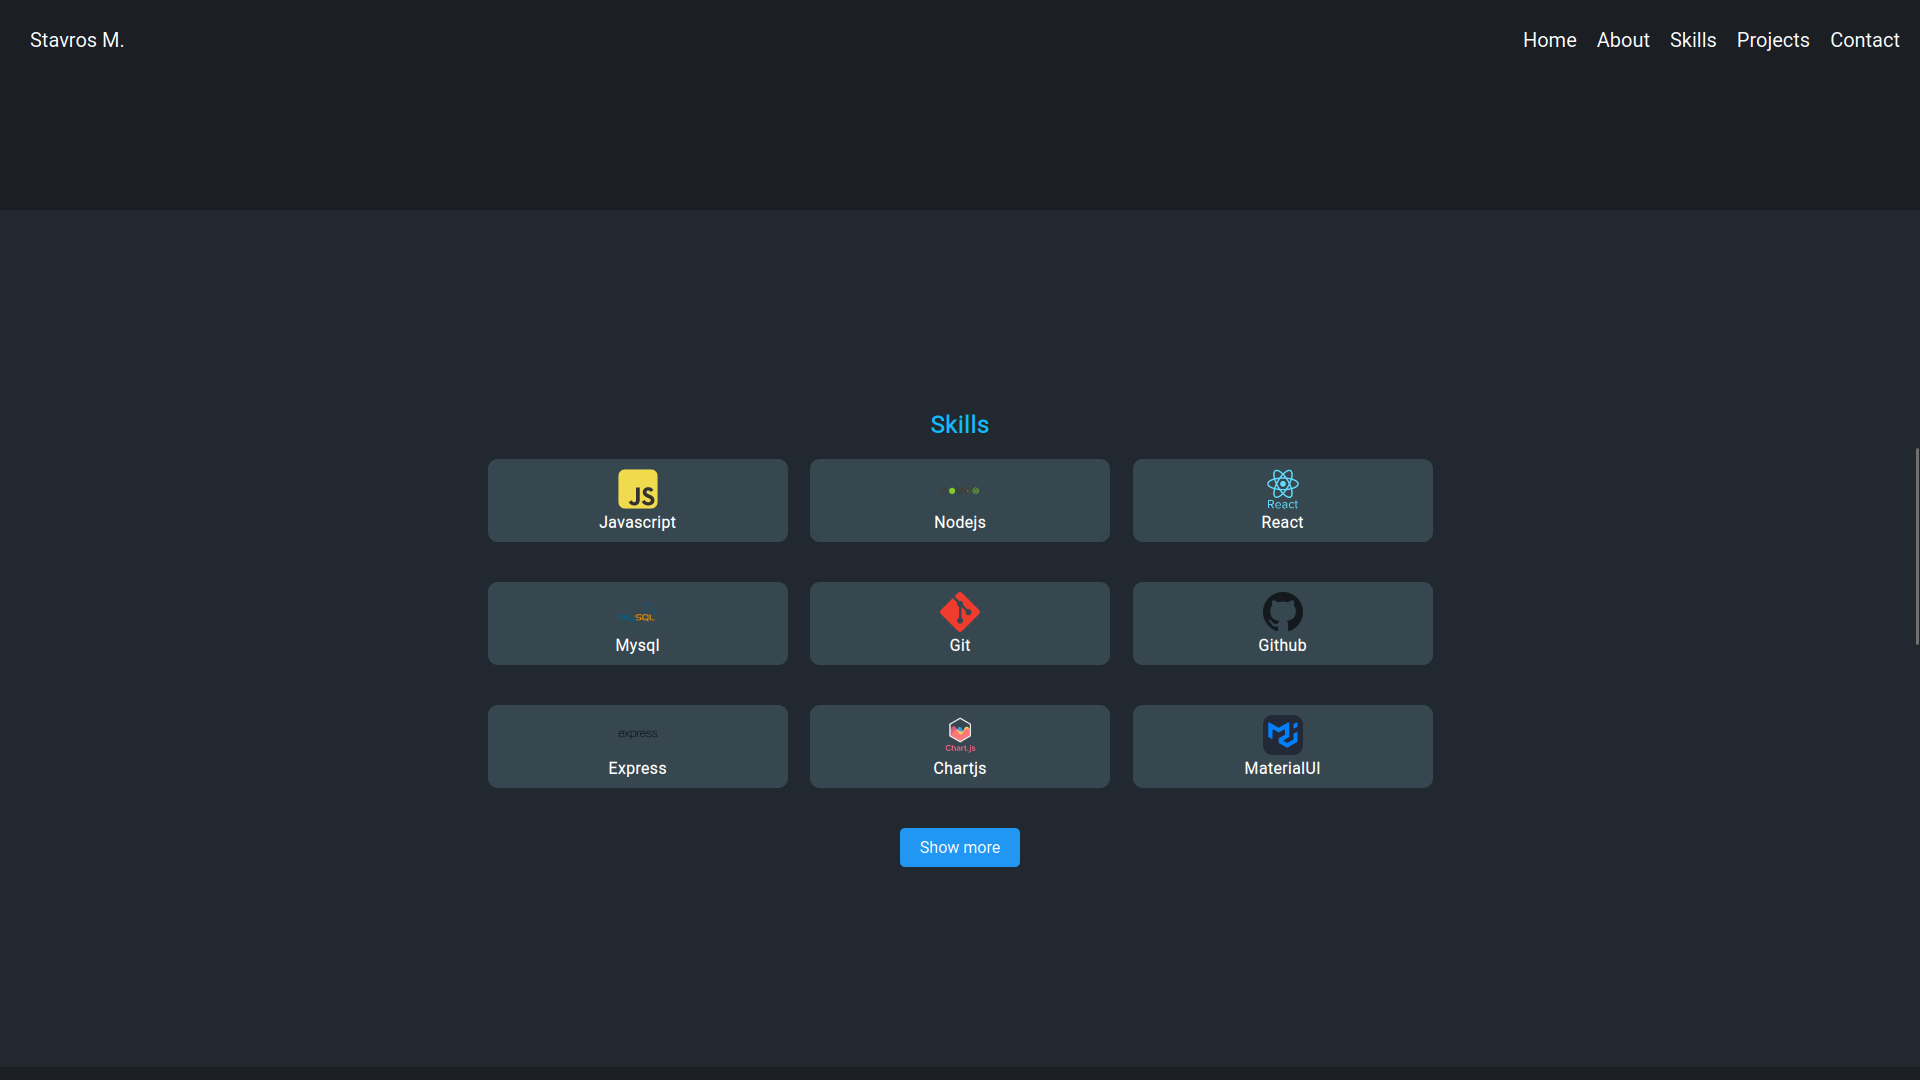 Stavros M.
Home About Skills Projects Contact
Skills
JS
Javascript
Nodejs
React
React
SQL
Mysql
Git
Github
express
Express
Chart.js
Chartjs
MaterialUI
Show more